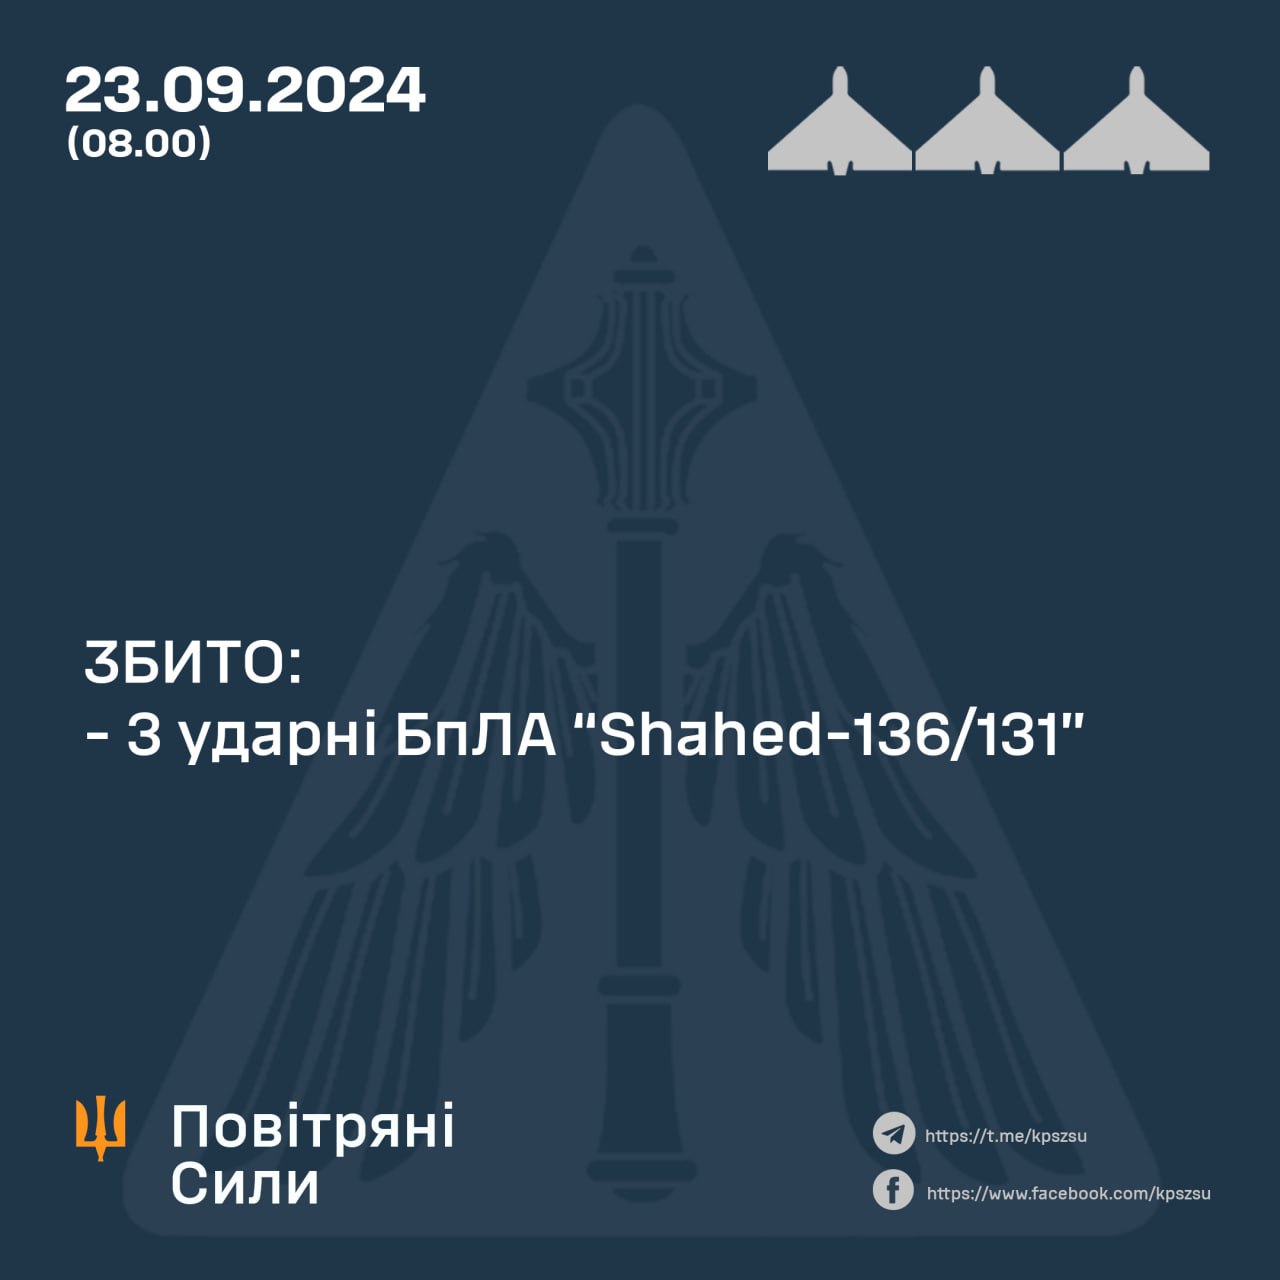 23.09.2024
(08.00)
ЗБИТО:
- 3 ударні БпЛА “Shahed-136/131”
Повітряні
Сили
https://t.me/kpszsu
https://www.facebook.com/kpszsu